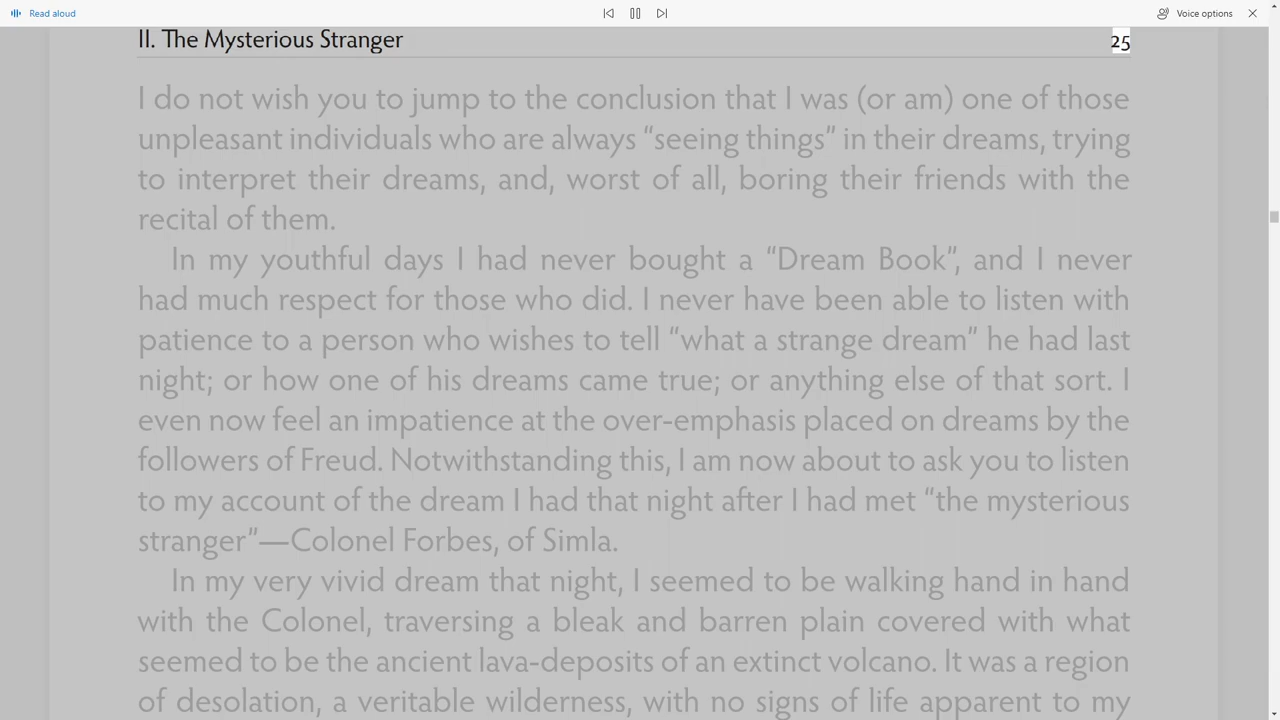 Read aloud
Voice options
II. The Mysterious Stranger 25
I do not wish you to jump to the conclusion that I was (or am) one of those
unpleasant individuals who are always “seeing things” in their dreams, trying
to interpret their dreams, and, worst of all, boring their friends with the
recital of them.
In my youthful days I had never bought a “Dream Book”, and I never
had much respect for those who did. I never have been able to listen with
patience to a person who wishes to tell “what a strange dream” he had last
night; or how one of his dreams came true; or anything else of that sort. I
even now feel an impatience at the over-emphasis placed on dreams by the
followers of Freud. Notwithstanding this, I am now about to ask you to listen
to my account of the dream I had that night after I had met “the mysterious
stranger”—Colonel Forbes, of Simla.
In my very vivid dream that night, I seemed to be walking hand in hand
with the Colonel, traversing a bleak and barren plain covered with what
seemed to be the ancient lava-deposits of an extinct volcano. It was a region
of desolation, a veritable wilderness, with no signs of life apparent to my